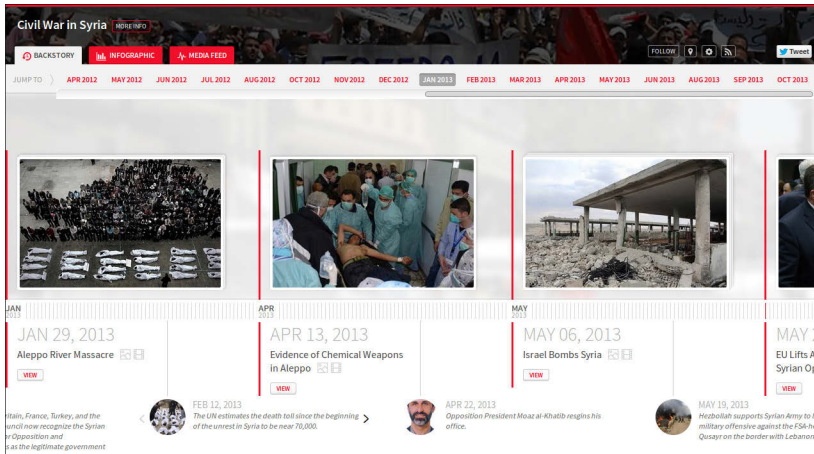 Civil War in Syria MORE INFO
BACKSTORY INFOGRAPHIC MEDIA FEED
FOLLOW Tweet
JUMP TO APR 2012 MAY 2012 JUN 2012 JUL 2012 AUG 2012 OCT 2012 NOV 2012 DEC 2012 JAN 2013 FEB 2013 MAR 2013 APR 2013 MAY 2013 JUN 2013 AUG 2013 SEP 2013 OCT 2013
JAN
2013
APR
2013
MAY
2013
JAN 29, 2013
Aleppo River Massacre
VIEW
APR 13, 2013
Evidence of Chemical Weapons
in Aleppo
VIEW
MAY 06, 2013
Israel Bombs Syria
VIEW
MAY
EU Lifts
Syrian
VIEW
France, Turkey, and the
now recognize the Syrian
Opposition and
as the legitimate government
FEB 12, 2013
The UN estimates the death toll since the beginning
of the unrest in Syria to be near 70,000.
APR 22, 2013
Opposition President Moaz al-Khatib resgins his
office.
MAY 19, 2013
Hezbollah supports Syrian Army to
military offensive against the
Qusayr on the border with Lebanon